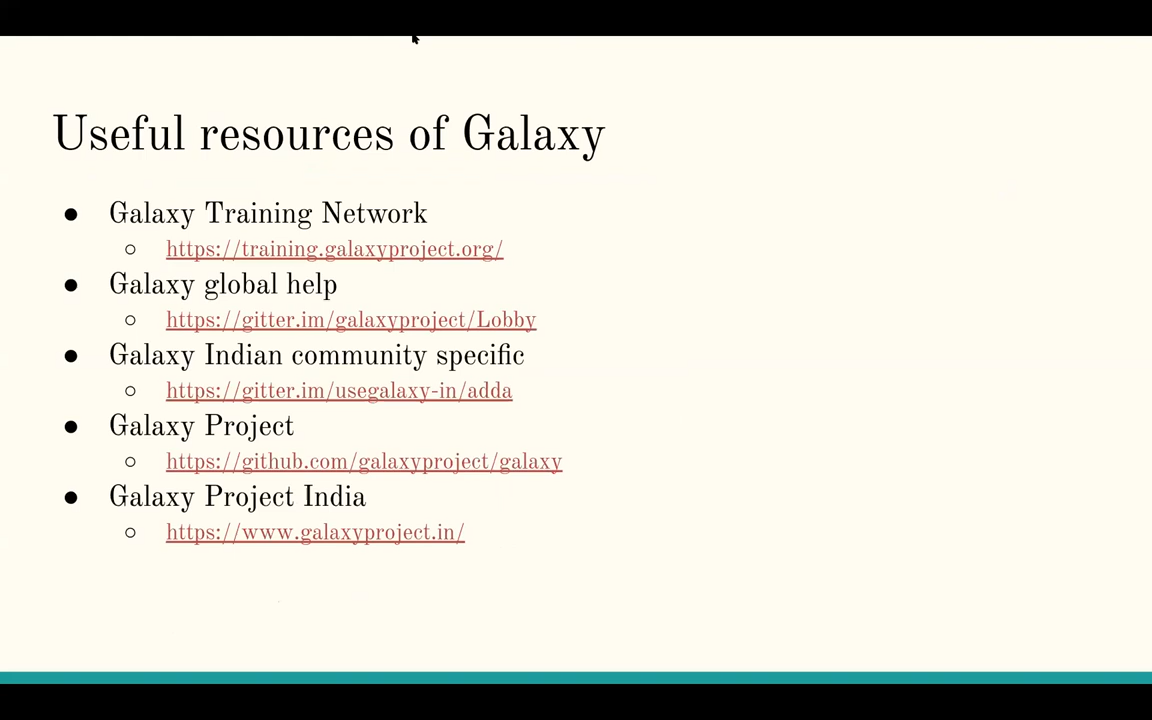 Useful resources of Galaxy
● Galaxy Training Network
○ https://training.galaxyproject.org/
● Galaxy global help
○ https://gitter.im/galaxyproject/Lobby
● Galaxy Indian community specific
○ https://gitter.im/usegalaxy-in/adda
● Galaxy Project
○ https://github.com/galaxyproject/galaxy
● Galaxy Project India
○ https://www.galaxyproject.in/